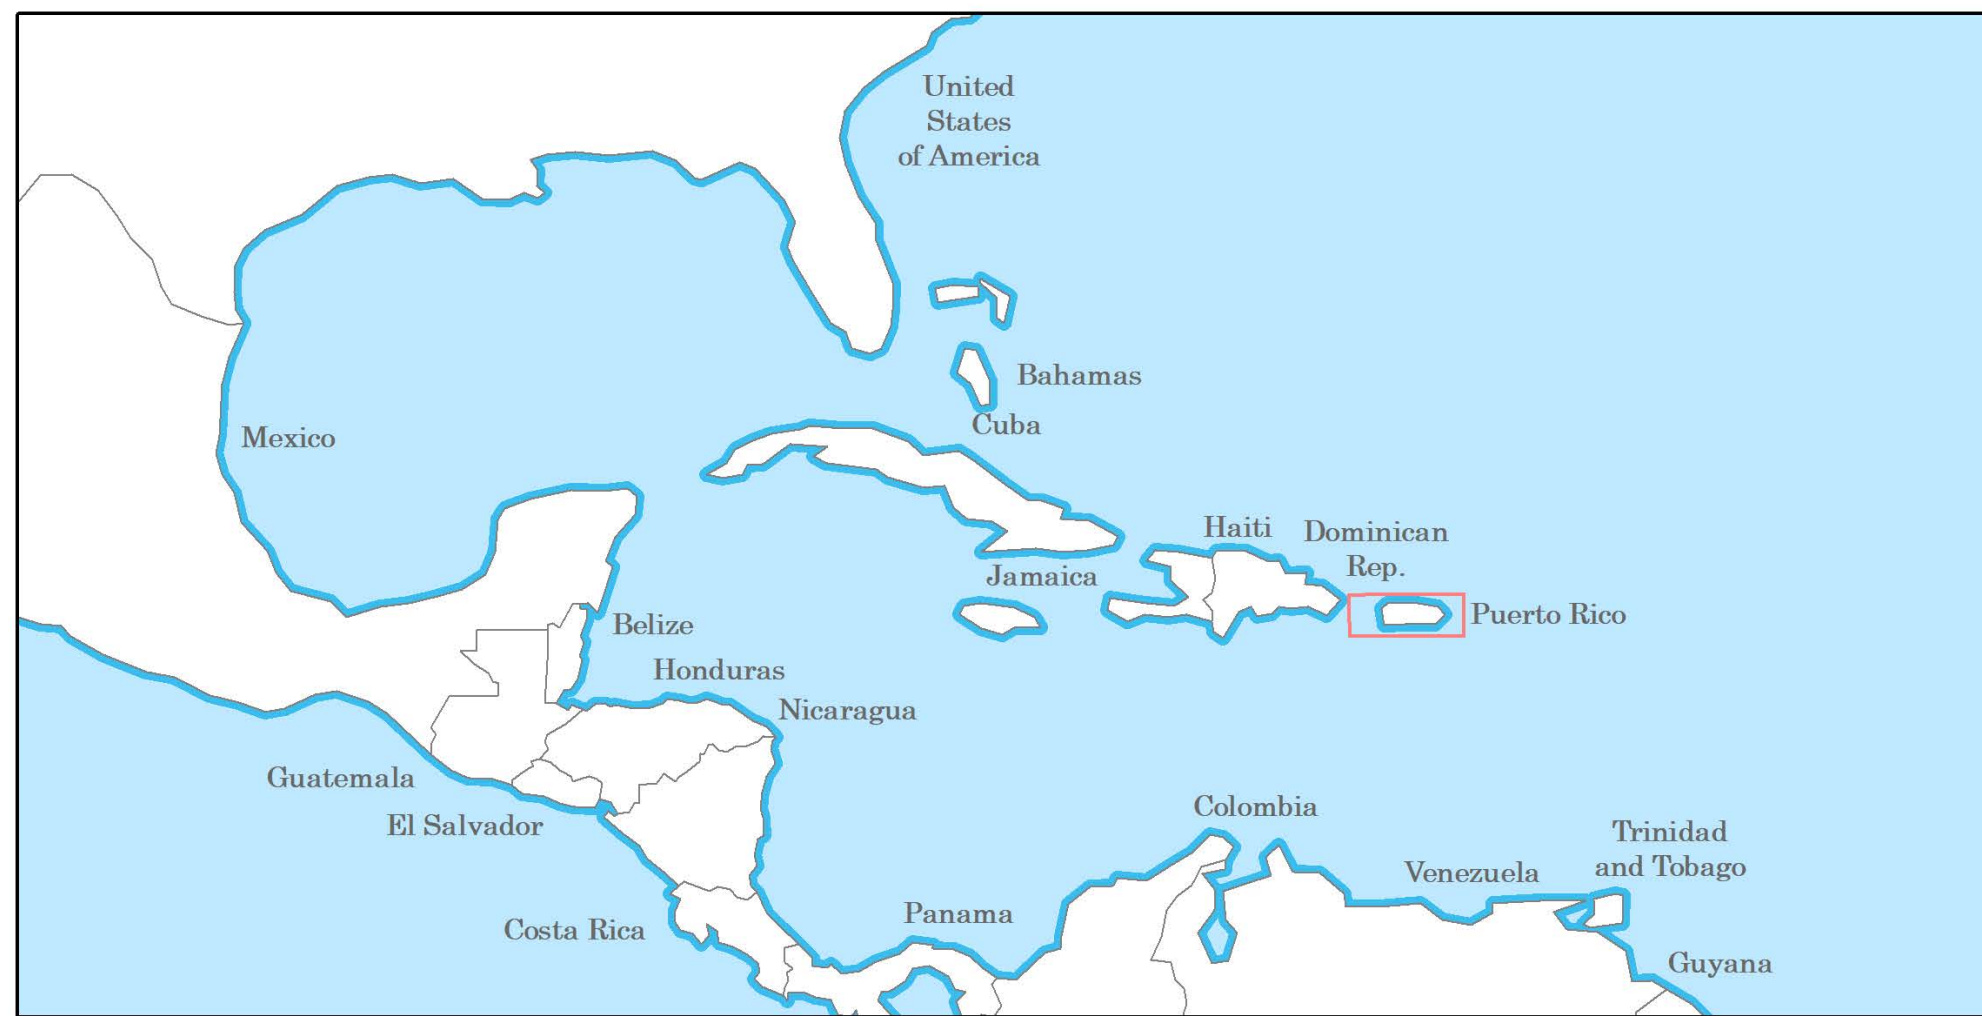 United
States
of America
Bahamas
Cuba
Mexico
Haiti
Dominican
Rep.
Jamaica
Puerto Rico
Belize
Honduras
Nicaragua
Guatemala
El Salvador
Colombia
Trinidad
and Tobago
Venezuela
Panama
Costa Rica
Guyana